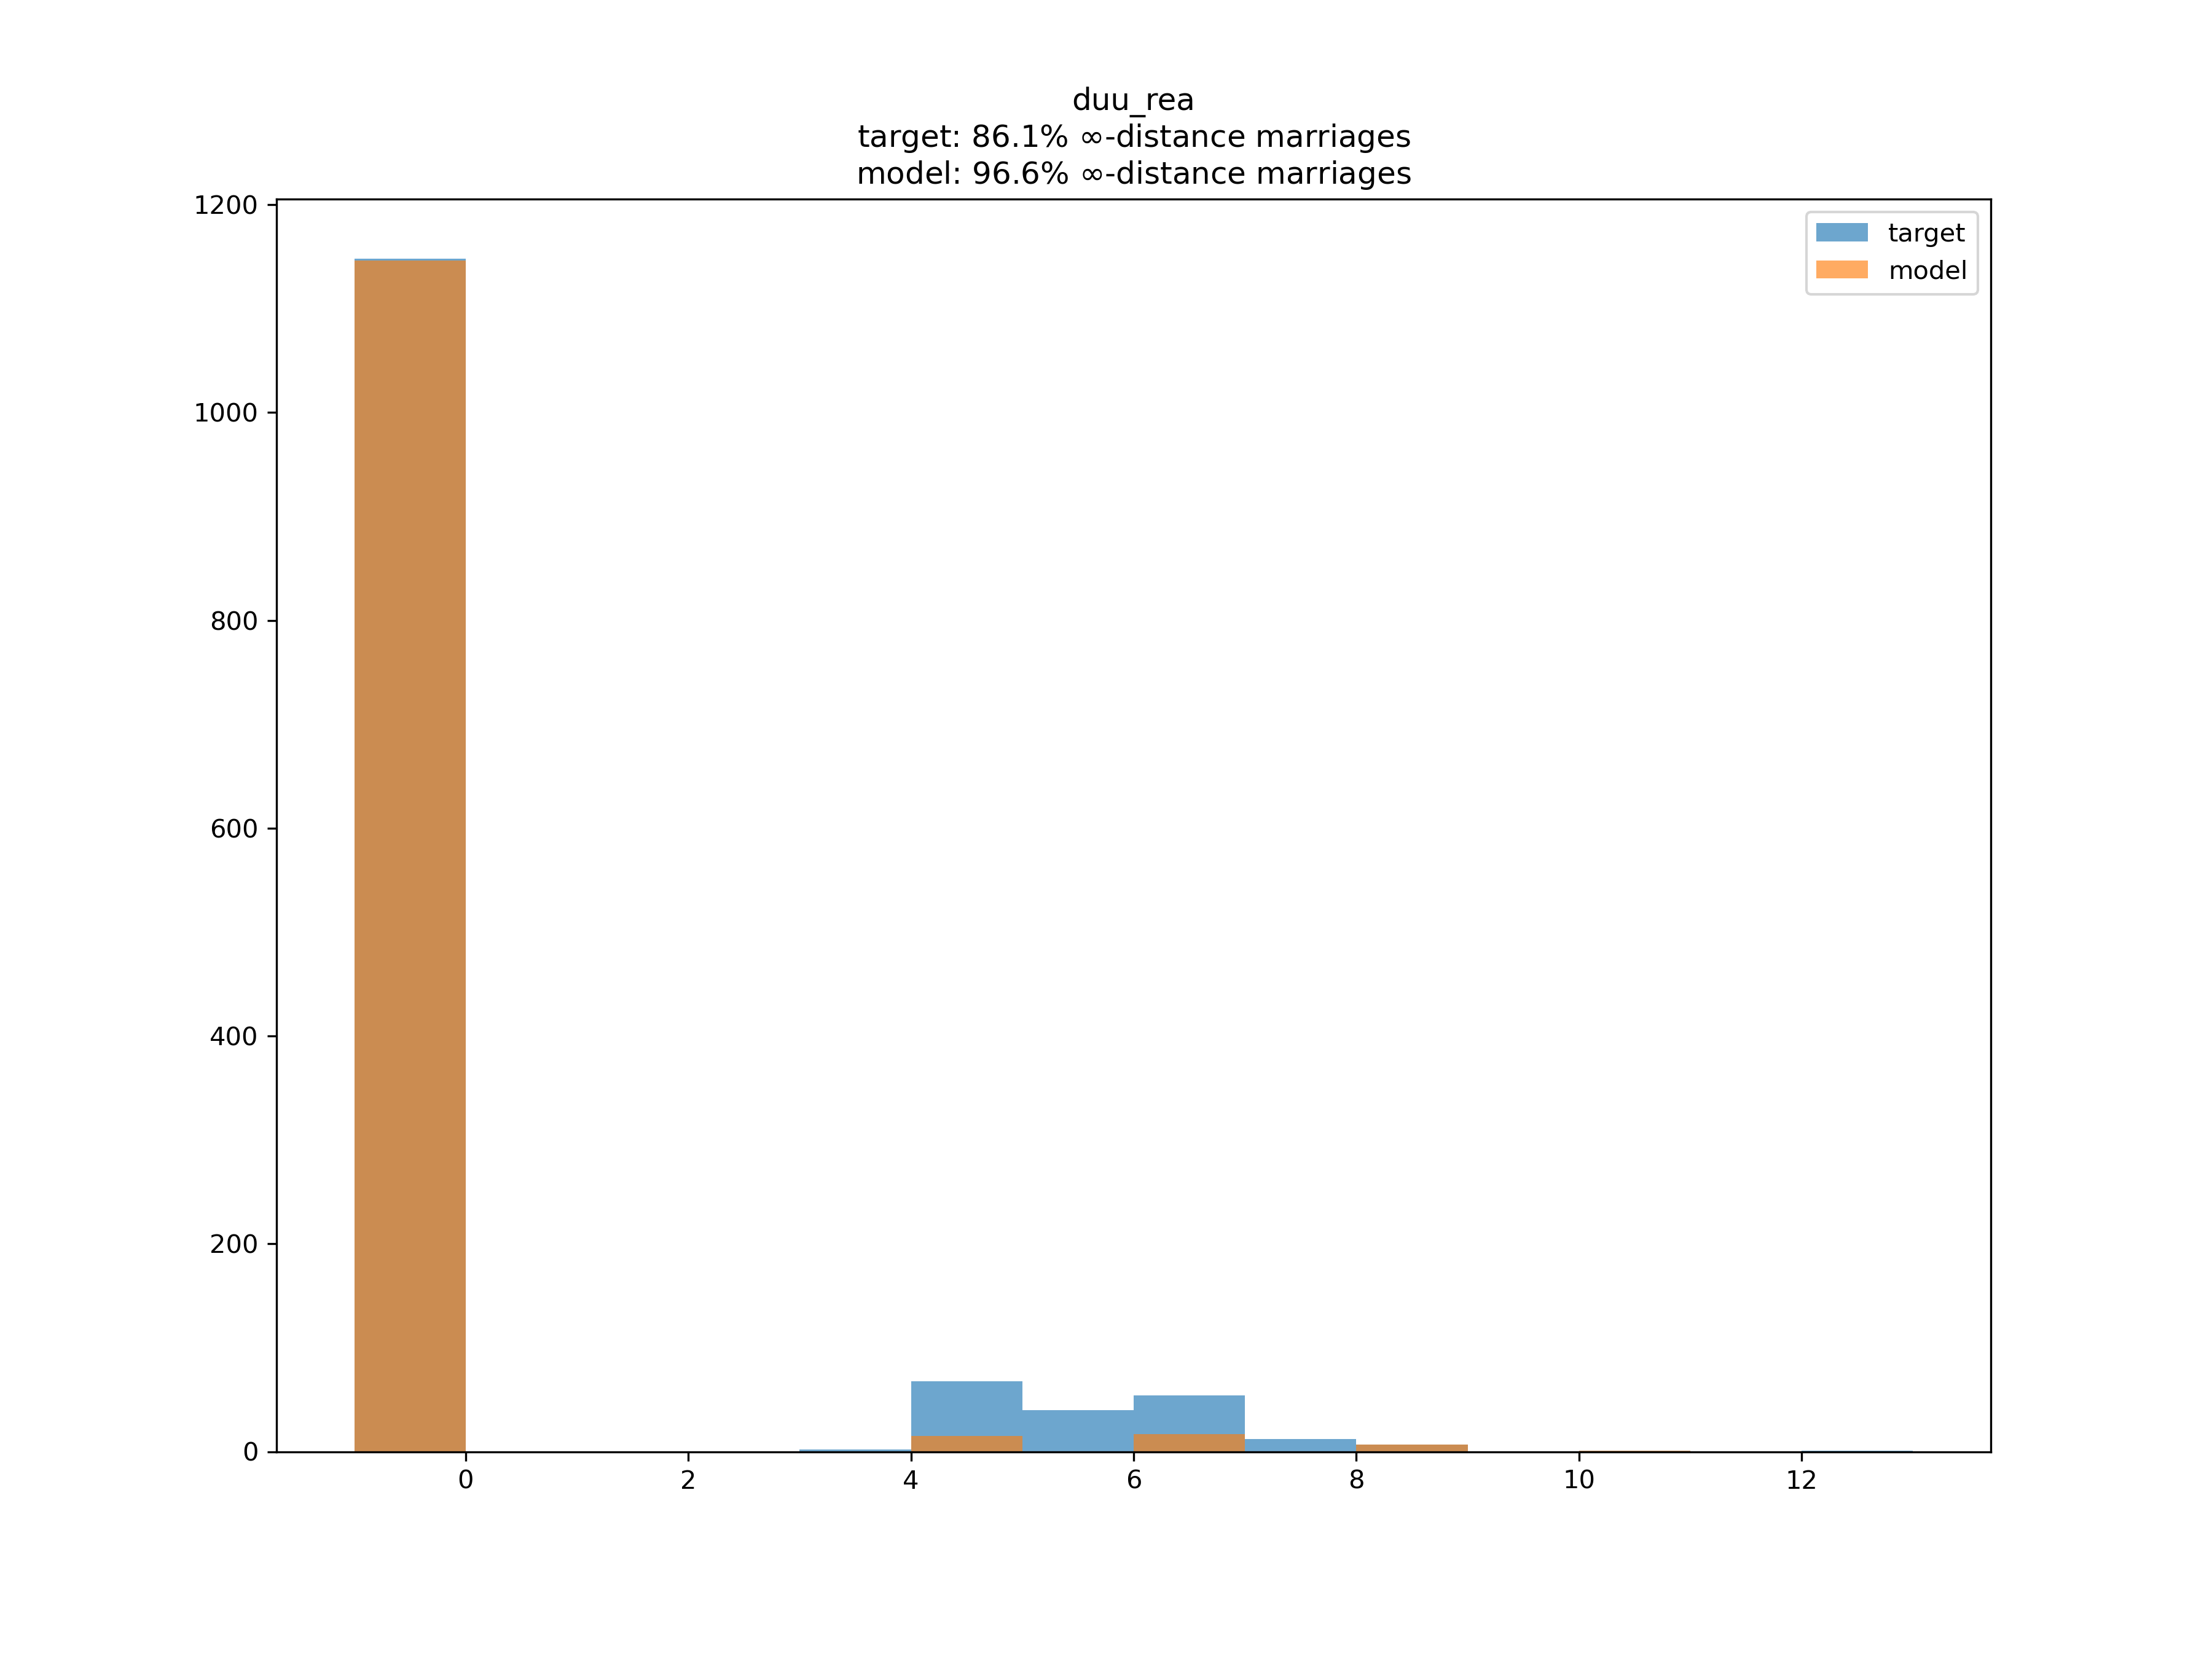 duu_rea
target: 86.1% ∞-distance marriages
model: 96.6% ∞-distance marriages
target
model
1200
1000
800
600
400
200
0
0 2 4 6 8 10 12